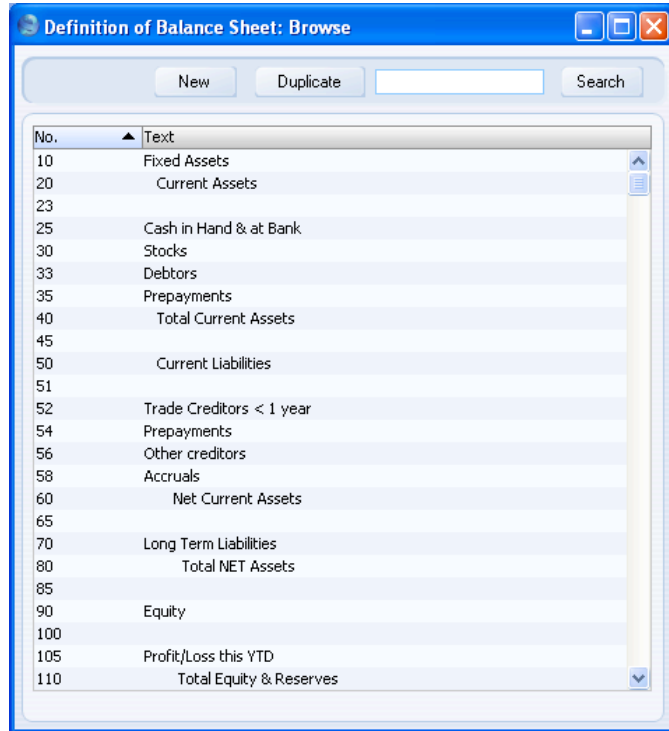 Definition of Balance Sheet: Browse
New Duplicate Search
No. Text
10 Fixed Assets
20 Current Assets
23
25 Cash in Hand & at Bank
30 Stocks
33 Debtors
35 Prepayments
40 Total Current Assets
45
50 Current Liabilities
51
52 Trade Creditors < 1 year
54 Prepayments
56 Other creditors
58 Accruals
60 Net Current Assets
65
70 Long Term Liabilities
80 Total NET Assets
85
90 Equity
100
105 Profit/Loss this YTD
110 Total Equity & Reserves